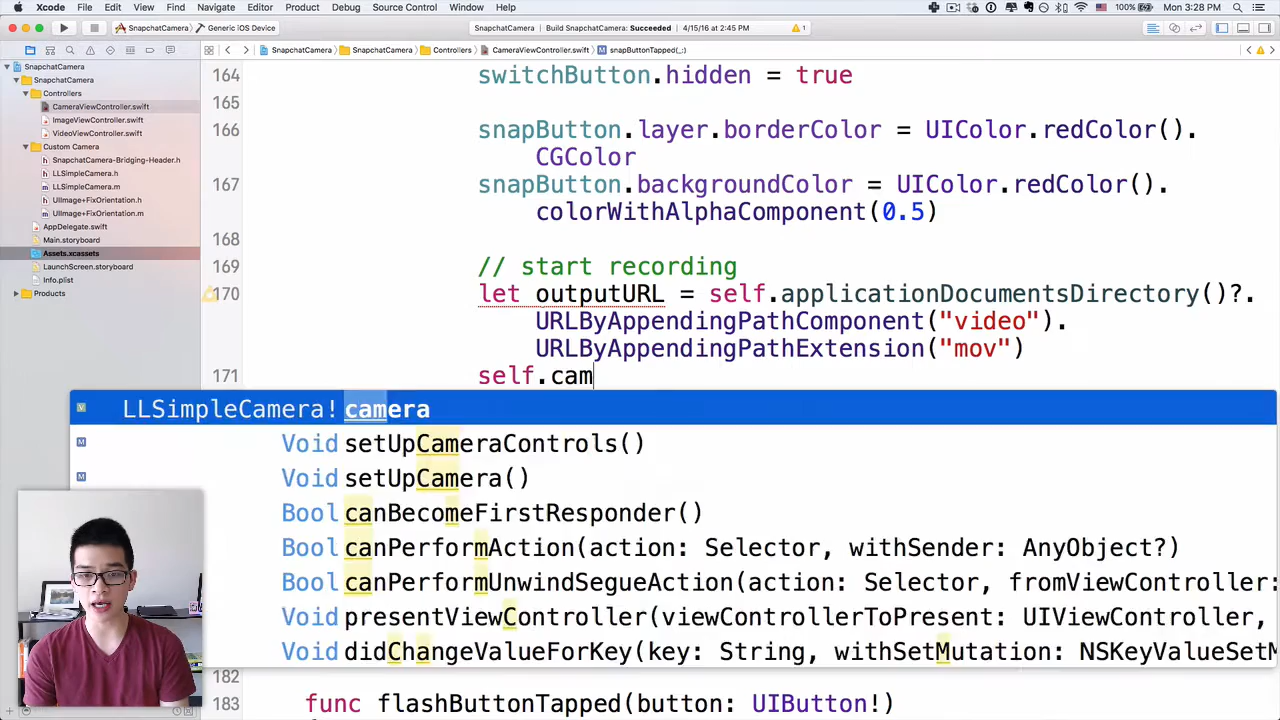 Xcode File Edit View Find Navigate Editor Product Debug Source Control Window Help 100% Mon 3:28 PM
SnapchatCamera Generic iOS Device SnapchatCamera Build SnapchatCamera: Succeeded 4/15/16 at 2:45 PM 1
SnapchatCamera SnapchatCamera Controllers CameraViewController.swift M snapButtonTapped(_:)
SnapchatCamera
SnapchatCamera
Controllers
CameraViewController.swift
ImageViewController.swift
VideoViewController.swift
Custom Camera
SnapchatCamera-Bridging-Header.h
LLSimpleCamera.h
LLSimpleCamera.m
UIImage+FixOrientation.h
UIImage+FixOrientation.m
AppDelegate.swift
Main.storyboard
Assets.xcassets
LaunchScreen.storyboard
Info.plist
Products
164 switchButton.hidden = true
165
166 snapButton.layer.borderColor = UIColor.redColor().
CGColor
167 snapButton.backgroundColor = UIColor.redColor().
colorWithAlphaComponent(0.5)
168
169 // start recording
170 let outputURL = self.applicationDocumentsDirectory()?.
URLByAppendingPathComponent("video").
URLByAppendingPathExtension("mov")
171 self.cam
V LLSimpleCamera! camera
M Void setUpCameraControls()
M Void setUpCamera()
Bool canBecomeFirstResponder()
Bool canPerformAction(action: Selector, withSender: AnyObject?)
Bool canPerformUnwindSegueAction(action: Selector, fromViewController:
Void presentViewController(viewControllerToPresent: UIViewController,
Void didChangeValueForKey(key: String, withSetMutation: NSKeyValueSetM
182
183 func flashButtonTapped(button: UIButton!)